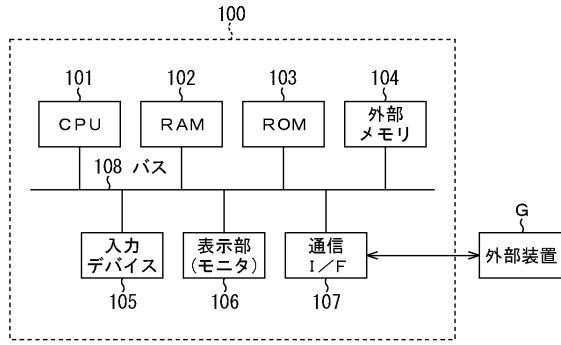 100
101
102
103
104
CPU
RAM
ROM
外部
メモリ
108 バス
G
入力
デバイス
表示部
(モニタ)
通信
I/F
外部装置
105
106
107